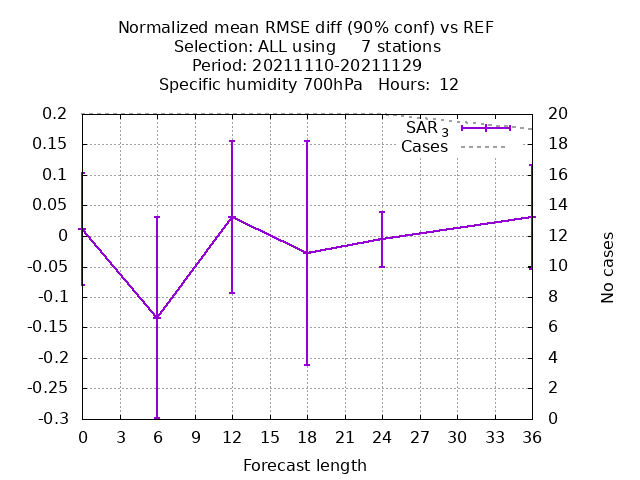 Normalized mean RMSE diff (90% conf) vs REF
Selection: ALL using 7 stations
Period: 20211110-20211129
Specific humidity 700hPa Hours: 12
0.2
0.15
0.1
0.05
0
-0.05
-0.1
-0.15
-0.2
-0.25
-0.3
SAR 3
Cases
20
18
16
14
12
10
8
6
4
2
0
No cases
0 3 6 9 12 15 18 21 24 27 30 33 36
Forecast length